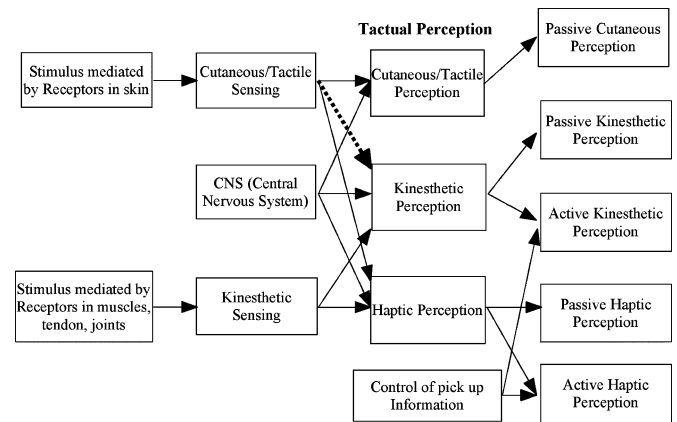 Tactual Perception
Stimulus mediated
by Receptors in skin
Cutaneous/Tactile
Sensing
Cutaneous/Tactile
Perception
Passive Cutaneous
Perception
CNS (Central
Nervous System)
Kinesthetic
Perception
Passive Kinesthetic
Perception
Active Kinesthetic
Perception
Stimulus mediated by
Receptors in muscles,
tendon, joints
Kinesthetic
Sensing
Haptic Perception
Passive Haptic
Perception
Control of pick up
Information
Active Haptic
Perception